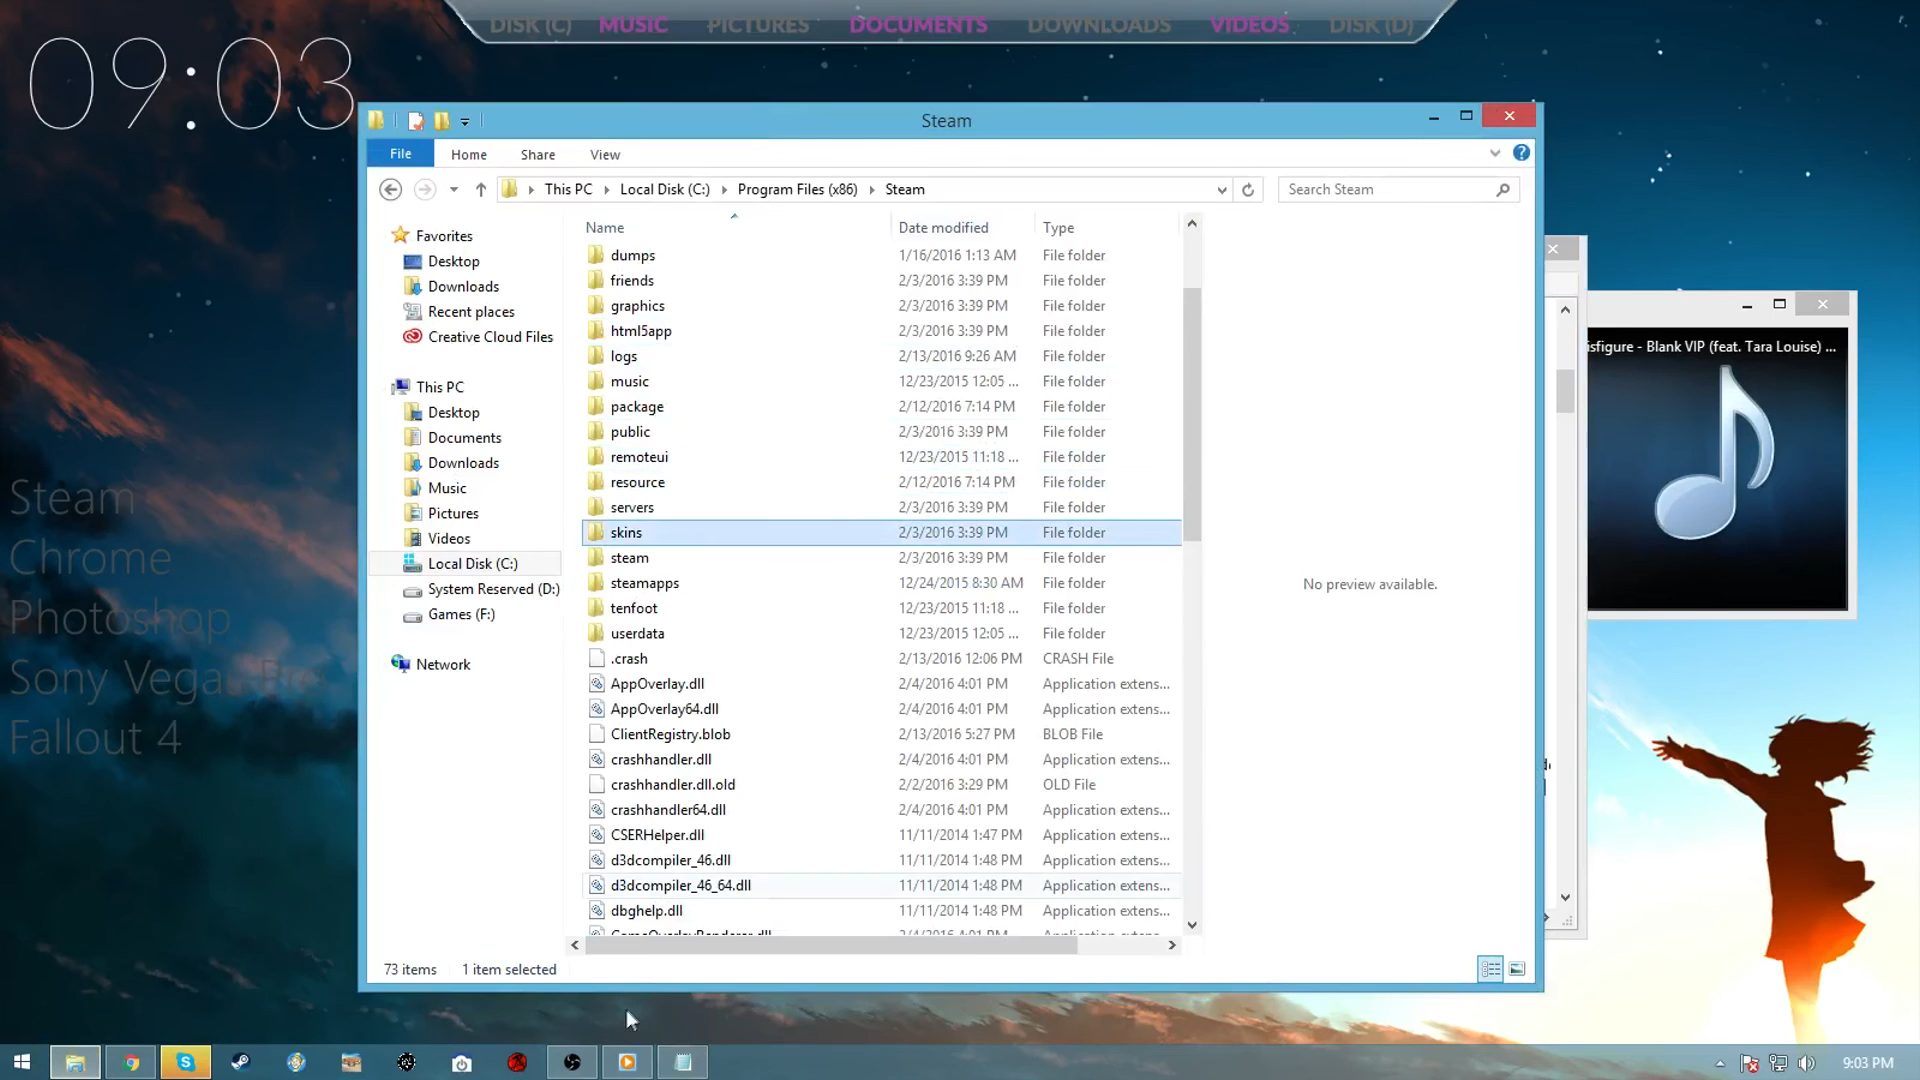 DISK (C) MUSIC PICTURES DOCUMENTS DOWNLOADS VIDEOS DISK (D)
09:03
Steam
File Home Share View
This PC Local Disk (C:) Program Files (x86) Steam
Search Steam
Name Date modified Type
Favorites
Desktop
Downloads
Recent places
Creative Cloud Files
This PC
Desktop
Documents
Downloads
Music
Pictures
Videos
Local Disk (C:)
System Reserved (D:)
Games (F:)
Network
dumps 1/16/2016 1:13 AM File folder
friends 2/3/2016 3:39 PM File folder
graphics 2/3/2016 3:39 PM File folder
html5app 2/3/2016 3:39 PM File folder
logs 2/13/2016 9:26 AM File folder
music 12/23/2015 12:05 ... File folder
package 2/12/2016 7:14 PM File folder
public 2/3/2016 3:39 PM File folder
remoteui 12/23/2015 11:18 ... File folder
resource 2/12/2016 7:14 PM File folder
servers 2/3/2016 3:39 PM File folder
skins 2/3/2016 3:39 PM File folder
steam 2/3/2016 3:39 PM File folder
steamapps 12/24/2015 8:30 AM File folder
tenfoot 12/23/2015 11:18 ... File folder
userdata 12/23/2015 12:05 ... File folder
.crash 2/13/2016 12:06 PM CRASH File
AppOverlay.dll 2/4/2016 4:01 PM Application extens...
AppOverlay64.dll 2/4/2016 4:01 PM Application extens...
ClientRegistry.blob 2/13/2016 5:27 PM BLOB File
crashhandler.dll 2/4/2016 4:01 PM Application extens...
crashhandler.dll.old 2/2/2016 3:29 PM OLD File
crashhandler64.dll 2/4/2016 4:01 PM Application extens...
CSERHelper.dll 11/11/2014 1:47 PM Application extens...
d3dcompiler_46.dll 11/11/2014 1:48 PM Application extens...
d3dcompiler_46_64.dll 11/11/2014 1:48 PM Application extens...
dbghelp.dll 11/11/2014 1:48 PM Application extens...
GameOverlayRenderer.dll 2/4/2016 4:01 PM Application extens...
No preview available.
73 items 1 item selected
isfigure - Blank VIP (feat. Tara Louise) ...
Steam
Chrome
Photoshop
Sony Vegas Pro
Fallout 4
9:03 PM